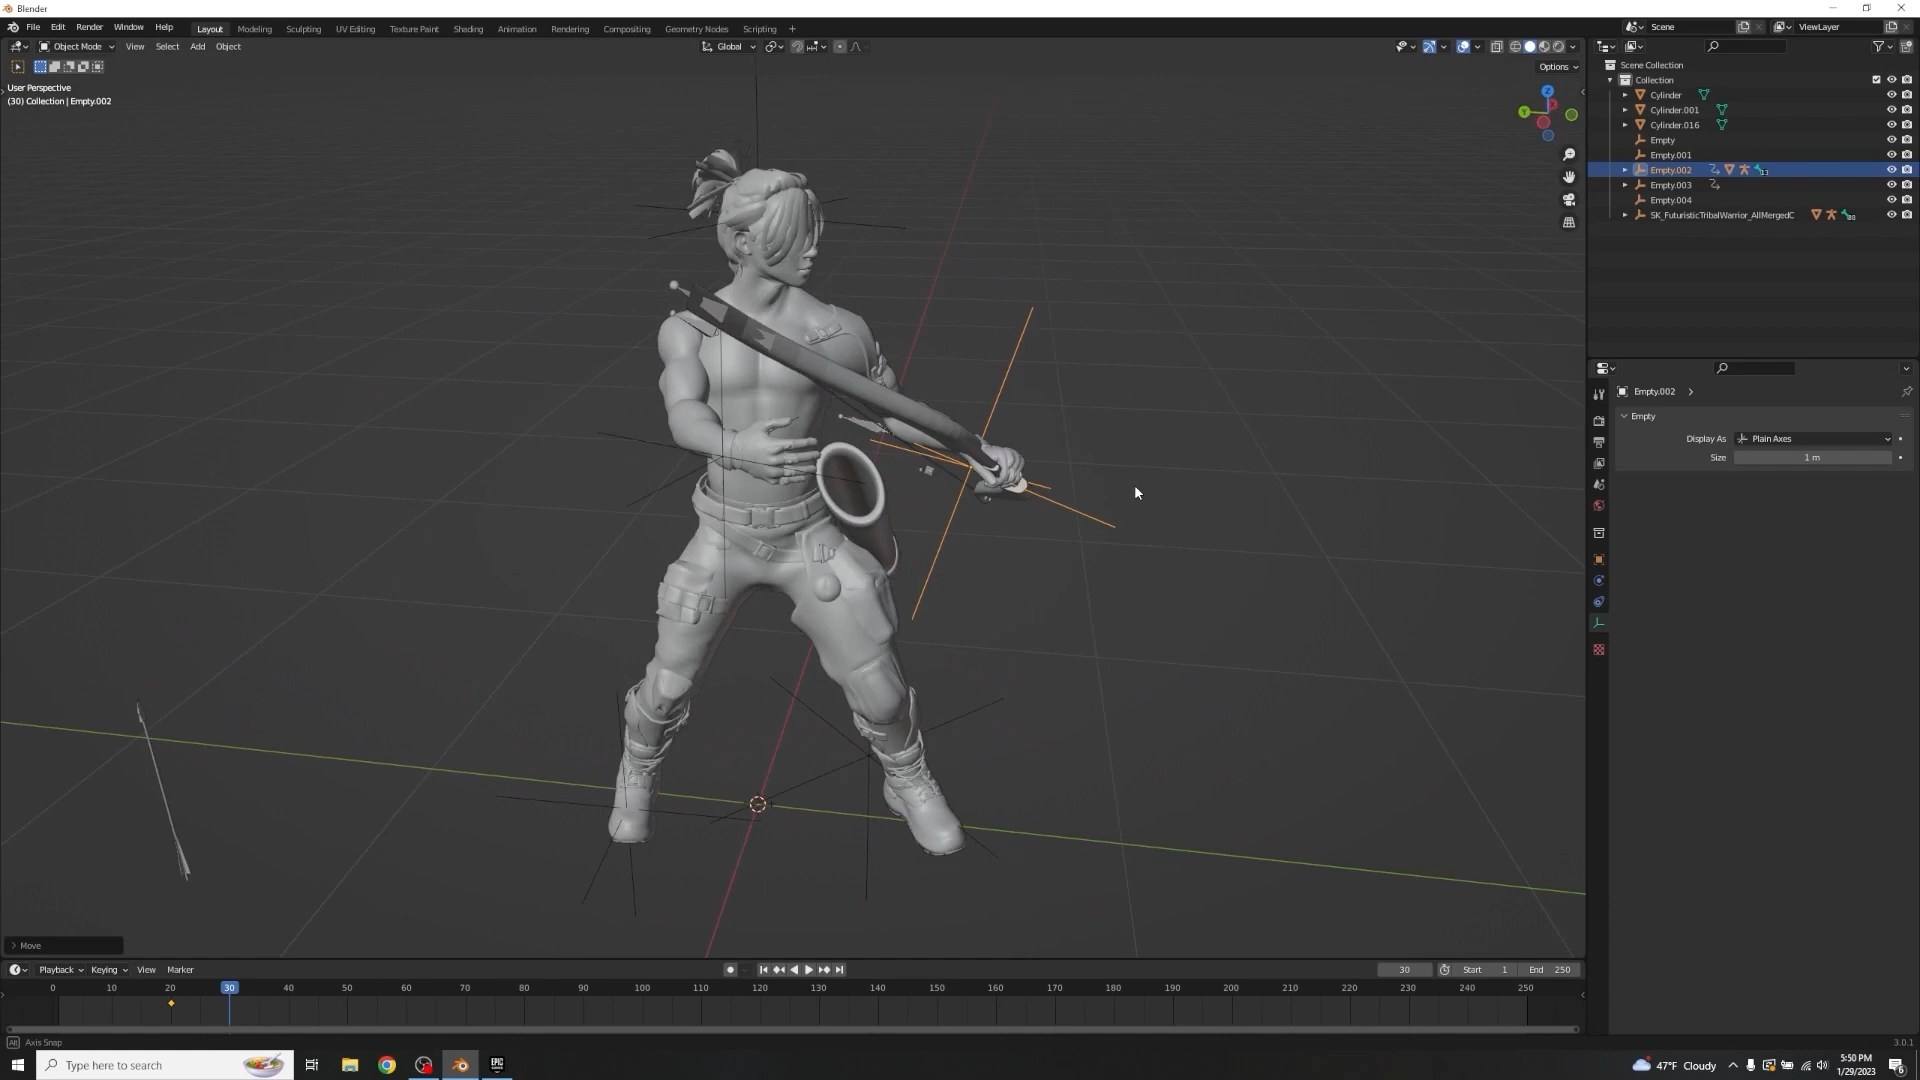 Blender
File Edit Render Window Help
Layout Modeling Sculpting UV Editing Texture Paint Shading Animation Rendering Compositing Geometry Nodes Scripting +
Scene
ViewLayer
Object Mode View Select Add Object
Global
Options
User Perspective
(30) Collection | Empty.002
Z
Y
X
Scene Collection
Collection
Cylinder
Cylinder.001
Cylinder.016
Empty
Empty.001
Empty.002 13
Empty.003
Empty.004
SK_FuturisticTribalWarrior_AllMergedC 88
Empty.002
Empty
Display As Plain Axes
Size 1 m
Move
Playback Keying View Marker
30 Start 1 End 250
0 10 20 30 40 50 60 70 80 90 100 110 120 130 140 150 160 170 180 190 200 210 220 230 240 250
Alt Axis Snap
3.0.1
Type here to search
EPIC GAMES
47°F Cloudy
5:50 PM
1/29/2023
6